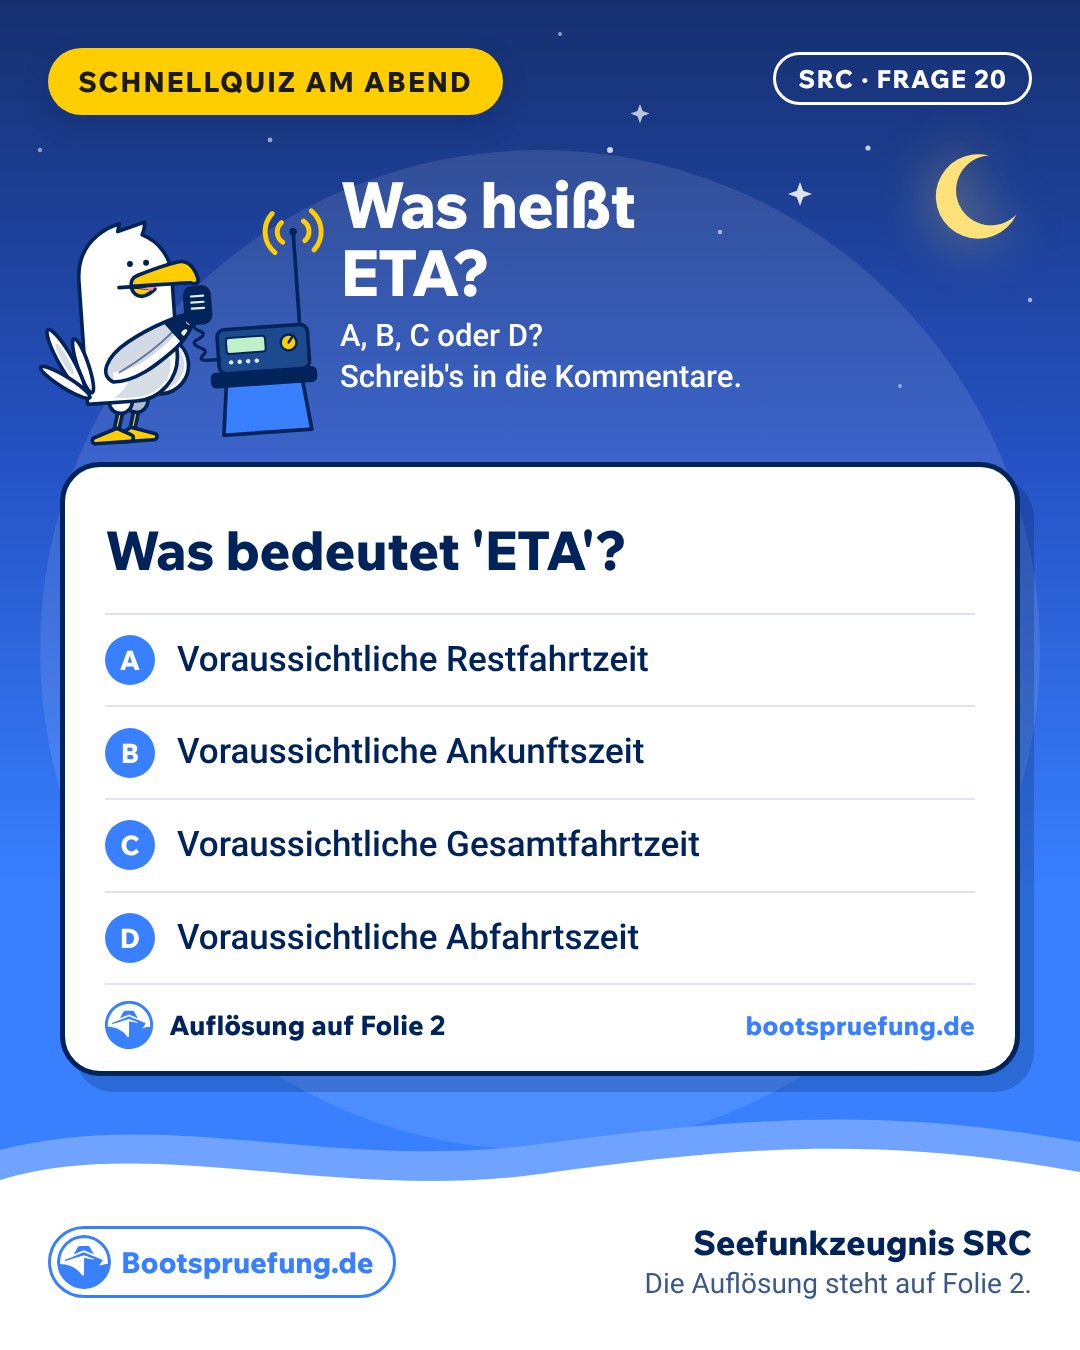 SCHNELLQUIZ AM ABEND
SRC · FRAGE 20
Was heißt
ETA?
A, B, C oder D?
Schreib's in die Kommentare.
Was bedeutet 'ETA'?
A Voraussichtliche Restfahrtzeit
B Voraussichtliche Ankunftszeit
C Voraussichtliche Gesamtfahrtzeit
D Voraussichtliche Abfahrtszeit
Auflösung auf Folie 2
bootspruefung.de
Bootspruefung.de
Seefunkzeugnis SRC
Die Auflösung steht auf Folie 2.